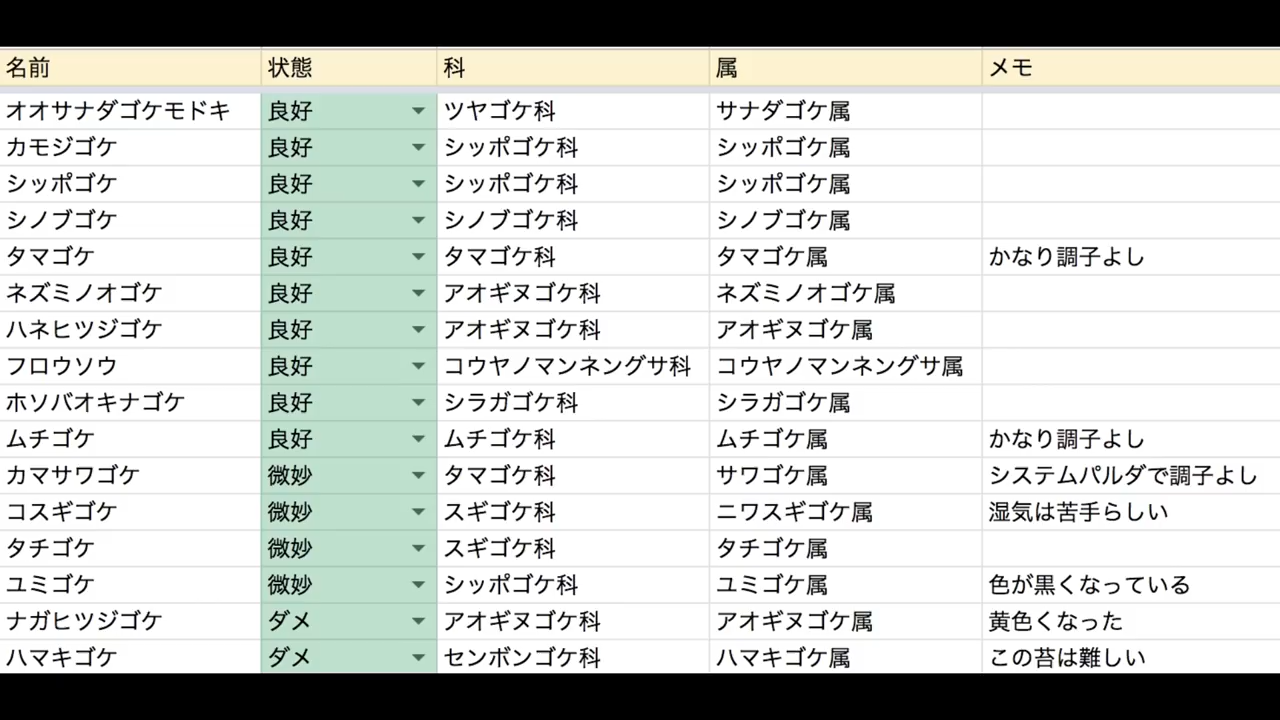 名前 状態 科 属 メモ
オオサナダゴケモドキ 良好 ツヤゴケ科 サナダゴケ属
カモジゴケ 良好 シッポゴケ科 シッポゴケ属
シッポゴケ 良好 シッポゴケ科 シッポゴケ属
シノブゴケ 良好 シノブゴケ科 シノブゴケ属
タマゴケ 良好 タマゴケ科 タマゴケ属 かなり調子よし
ネズミノオゴケ 良好 アオギヌゴケ科 ネズミノオゴケ属
ハネヒツジゴケ 良好 アオギヌゴケ科 アオギヌゴケ属
フロウソウ 良好 コウヤノマンネングサ科 コウヤノマンネングサ属
ホソバオキナゴケ 良好 シラガゴケ科 シラガゴケ属
ムチゴケ 良好 ムチゴケ科 ムチゴケ属 かなり調子よし
カマサワゴケ 微妙 タマゴケ科 サワゴケ属 システムパルダで調子よし
コスギゴケ 微妙 スギゴケ科 ニワスギゴケ属 湿気は苦手らしい
タチゴケ 微妙 スギゴケ科 タチゴケ属
ユミゴケ 微妙 シッポゴケ科 ユミゴケ属 色が黒くなっている
ナガヒツジゴケ ダメ アオギヌゴケ科 アオギヌゴケ属 黄色くなった
ハマキゴケ ダメ センボンゴケ科 ハマキゴケ属 この苔は難しい